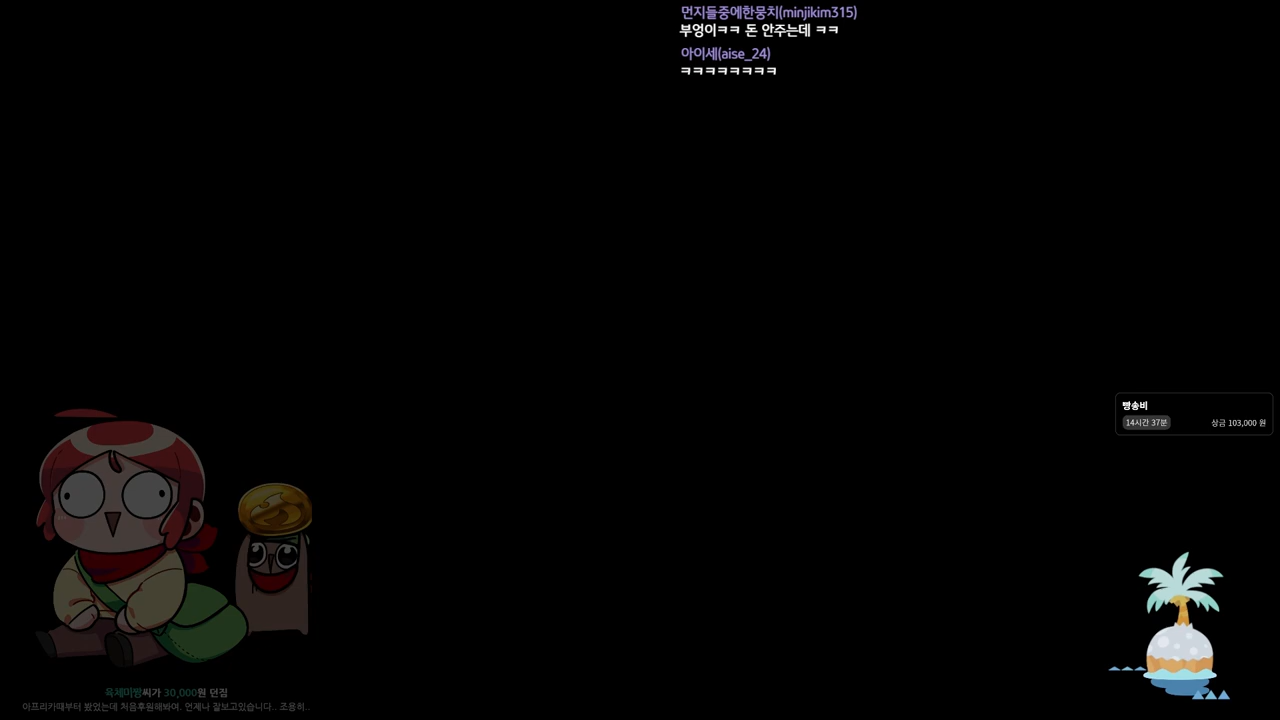 먼지들중에한뭉치(minjikim315)
부엉이ㅋㅋ 돈 안주는데 ㅋㅋ
아이세(aise_24)
ㅋㅋㅋㅋㅋㅋㅋㅋ
빵송비
14시간 37분 상금 103,000 원
육체미빵씨가 30,000원 던짐
아프리카때부터 봤었는데 처음후원해봐여. 언제나 잘보고있습니다.. 조용히..